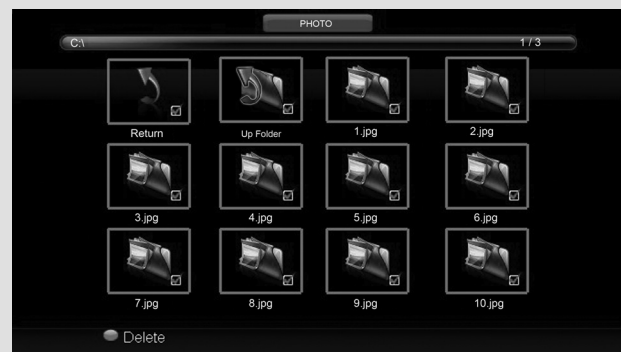 PHOTO
C:\ 1 / 3
Return Up Folder 1.jpg 2.jpg
3.jpg 4.jpg 5.jpg 6.jpg
7.jpg 8.jpg 9.jpg 10.jpg
Delete